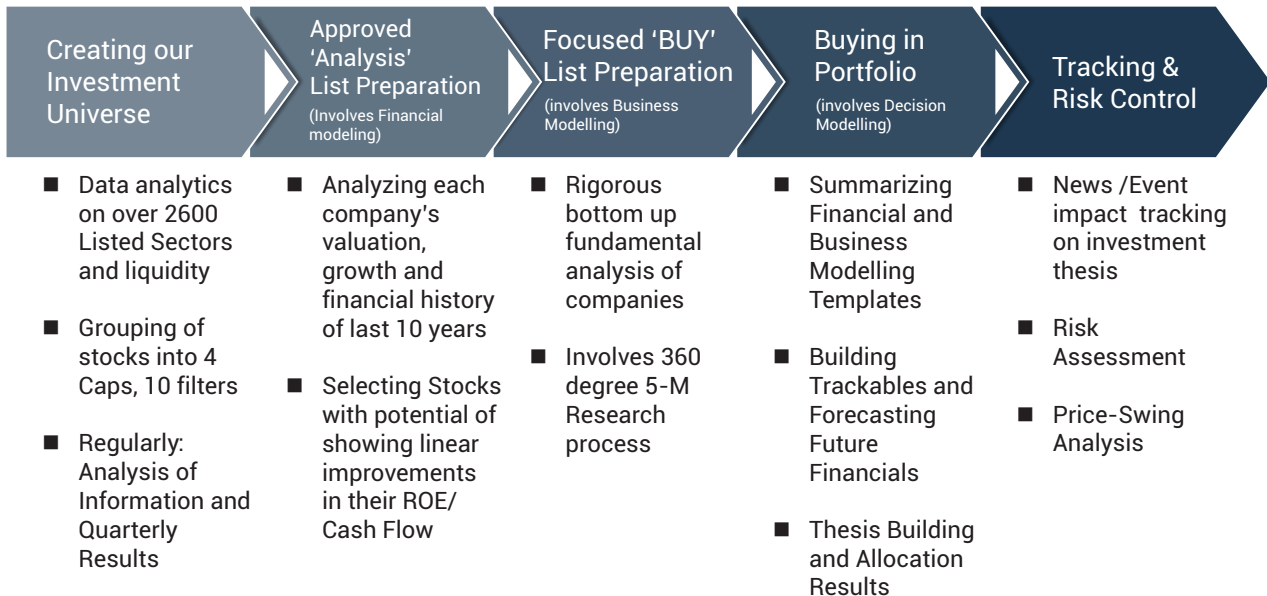 Creating our
Investment
Universe
Approved
‘Analysis’
List Preparation
(Involves Financial
modeling)
Focused ‘BUY’
List Preparation
(involves Business
Modelling)
Buying in
Portfolio
(involves Decision
Modelling)
Tracking &
Risk Control
■ Data analytics
on over 2600
Listed Sectors
and liquidity
■ Grouping of
stocks into 4
Caps, 10 filters
■ Regularly:
Analysis of
Information and
Quarterly
Results
■ Analyzing each
company's
valuation,
growth and
financial history
of last 10 years
■ Selecting Stocks
with potential of
showing linear
improvements
in their ROE/
Cash Flow
■ Rigorous
bottom up
fundamental
analysis of
companies
■ Involves 360
degree 5-M
Research
process
■ Summarizing
Financial and
Business
Modelling
Templates
■ Building
Trackables and
Forecasting
Future
Financials
■ Thesis Building
and Allocation
Results
■ News /Event
impact tracking
on investment
thesis
■ Risk
Assessment
■ Price-Swing
Analysis